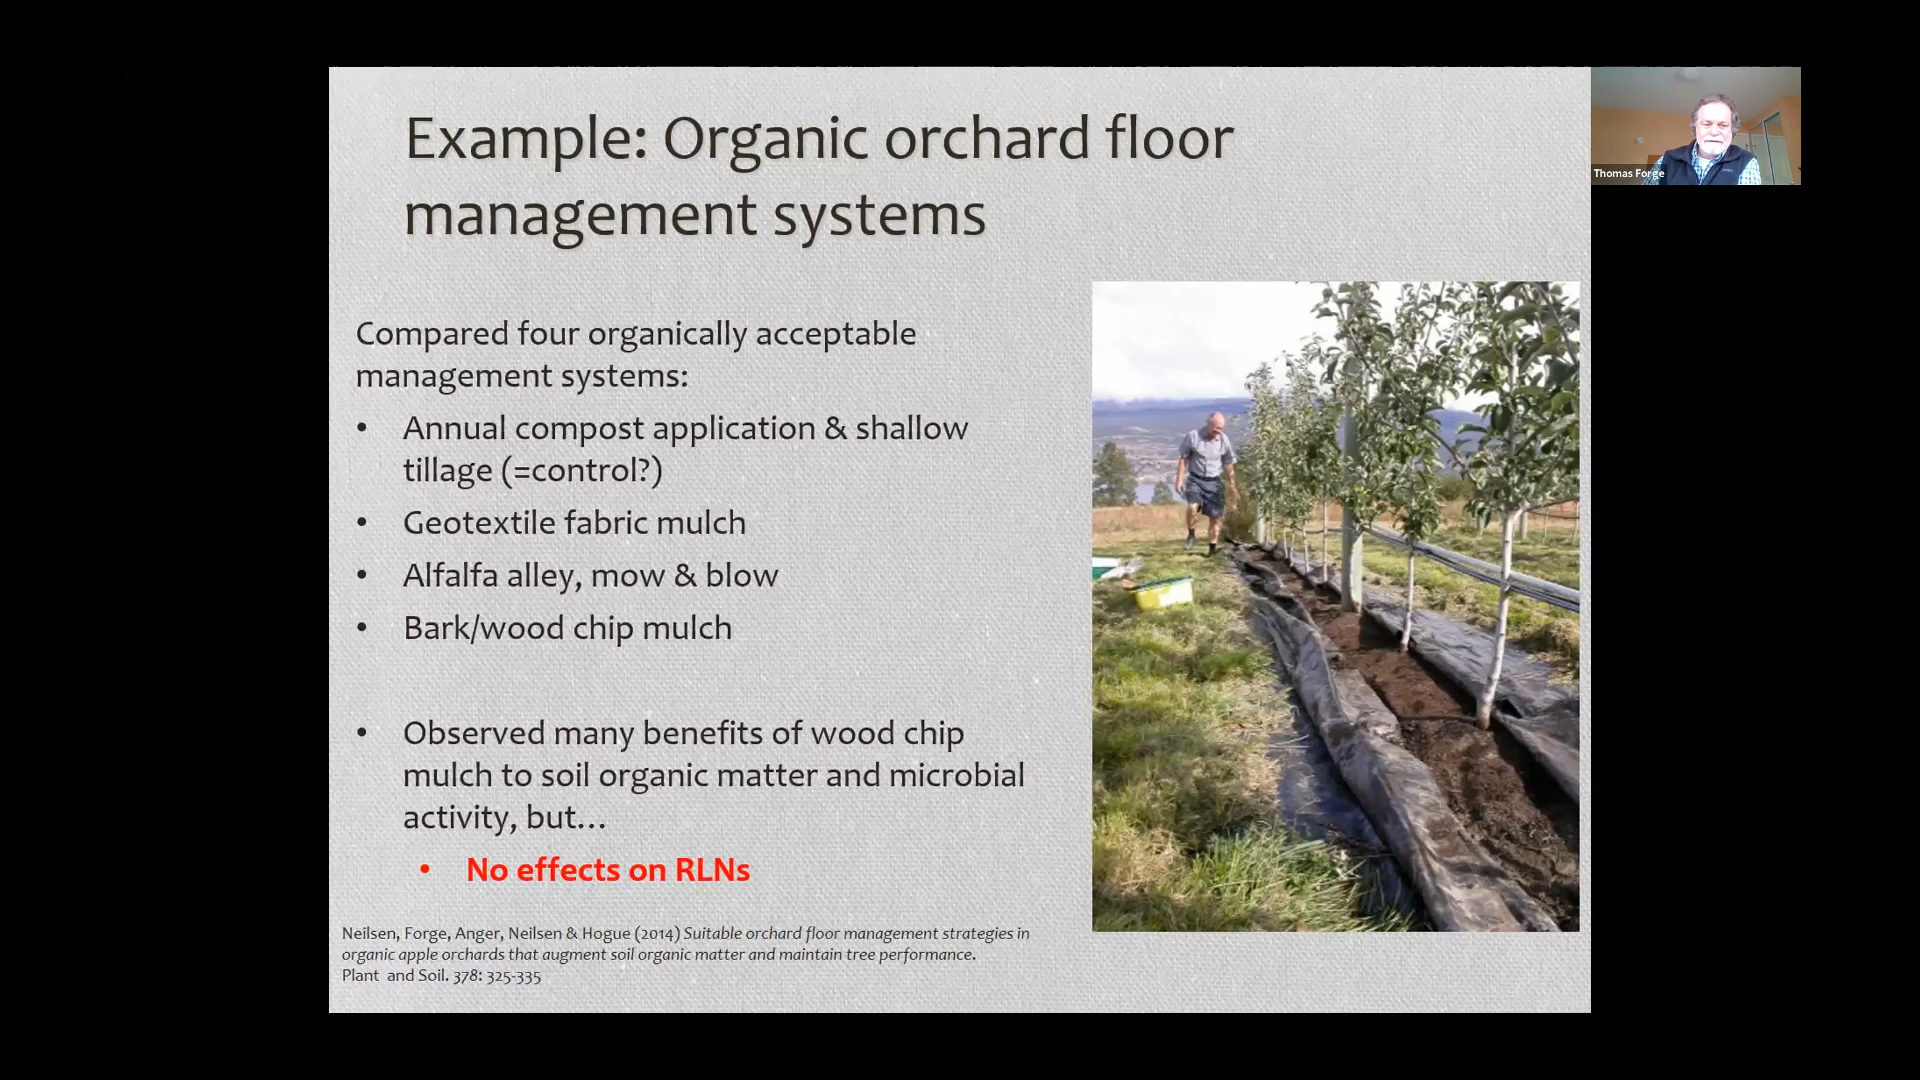 Example: Organic orchard floor
management systems
Thomas Forge
Compared four organically acceptable
management systems:
• Annual compost application & shallow
tillage (=control?)
• Geotextile fabric mulch
• Alfalfa alley, mow & blow
• Bark/wood chip mulch
• Observed many benefits of wood chip
mulch to soil organic matter and microbial
activity, but...
• No effects on RLNs
Neilsen, Forge, Anger, Neilsen & Hogue (2014) Suitable orchard floor management strategies in
organic apple orchards that augment soil organic matter and maintain tree performance.
Plant and Soil. 378: 325-335